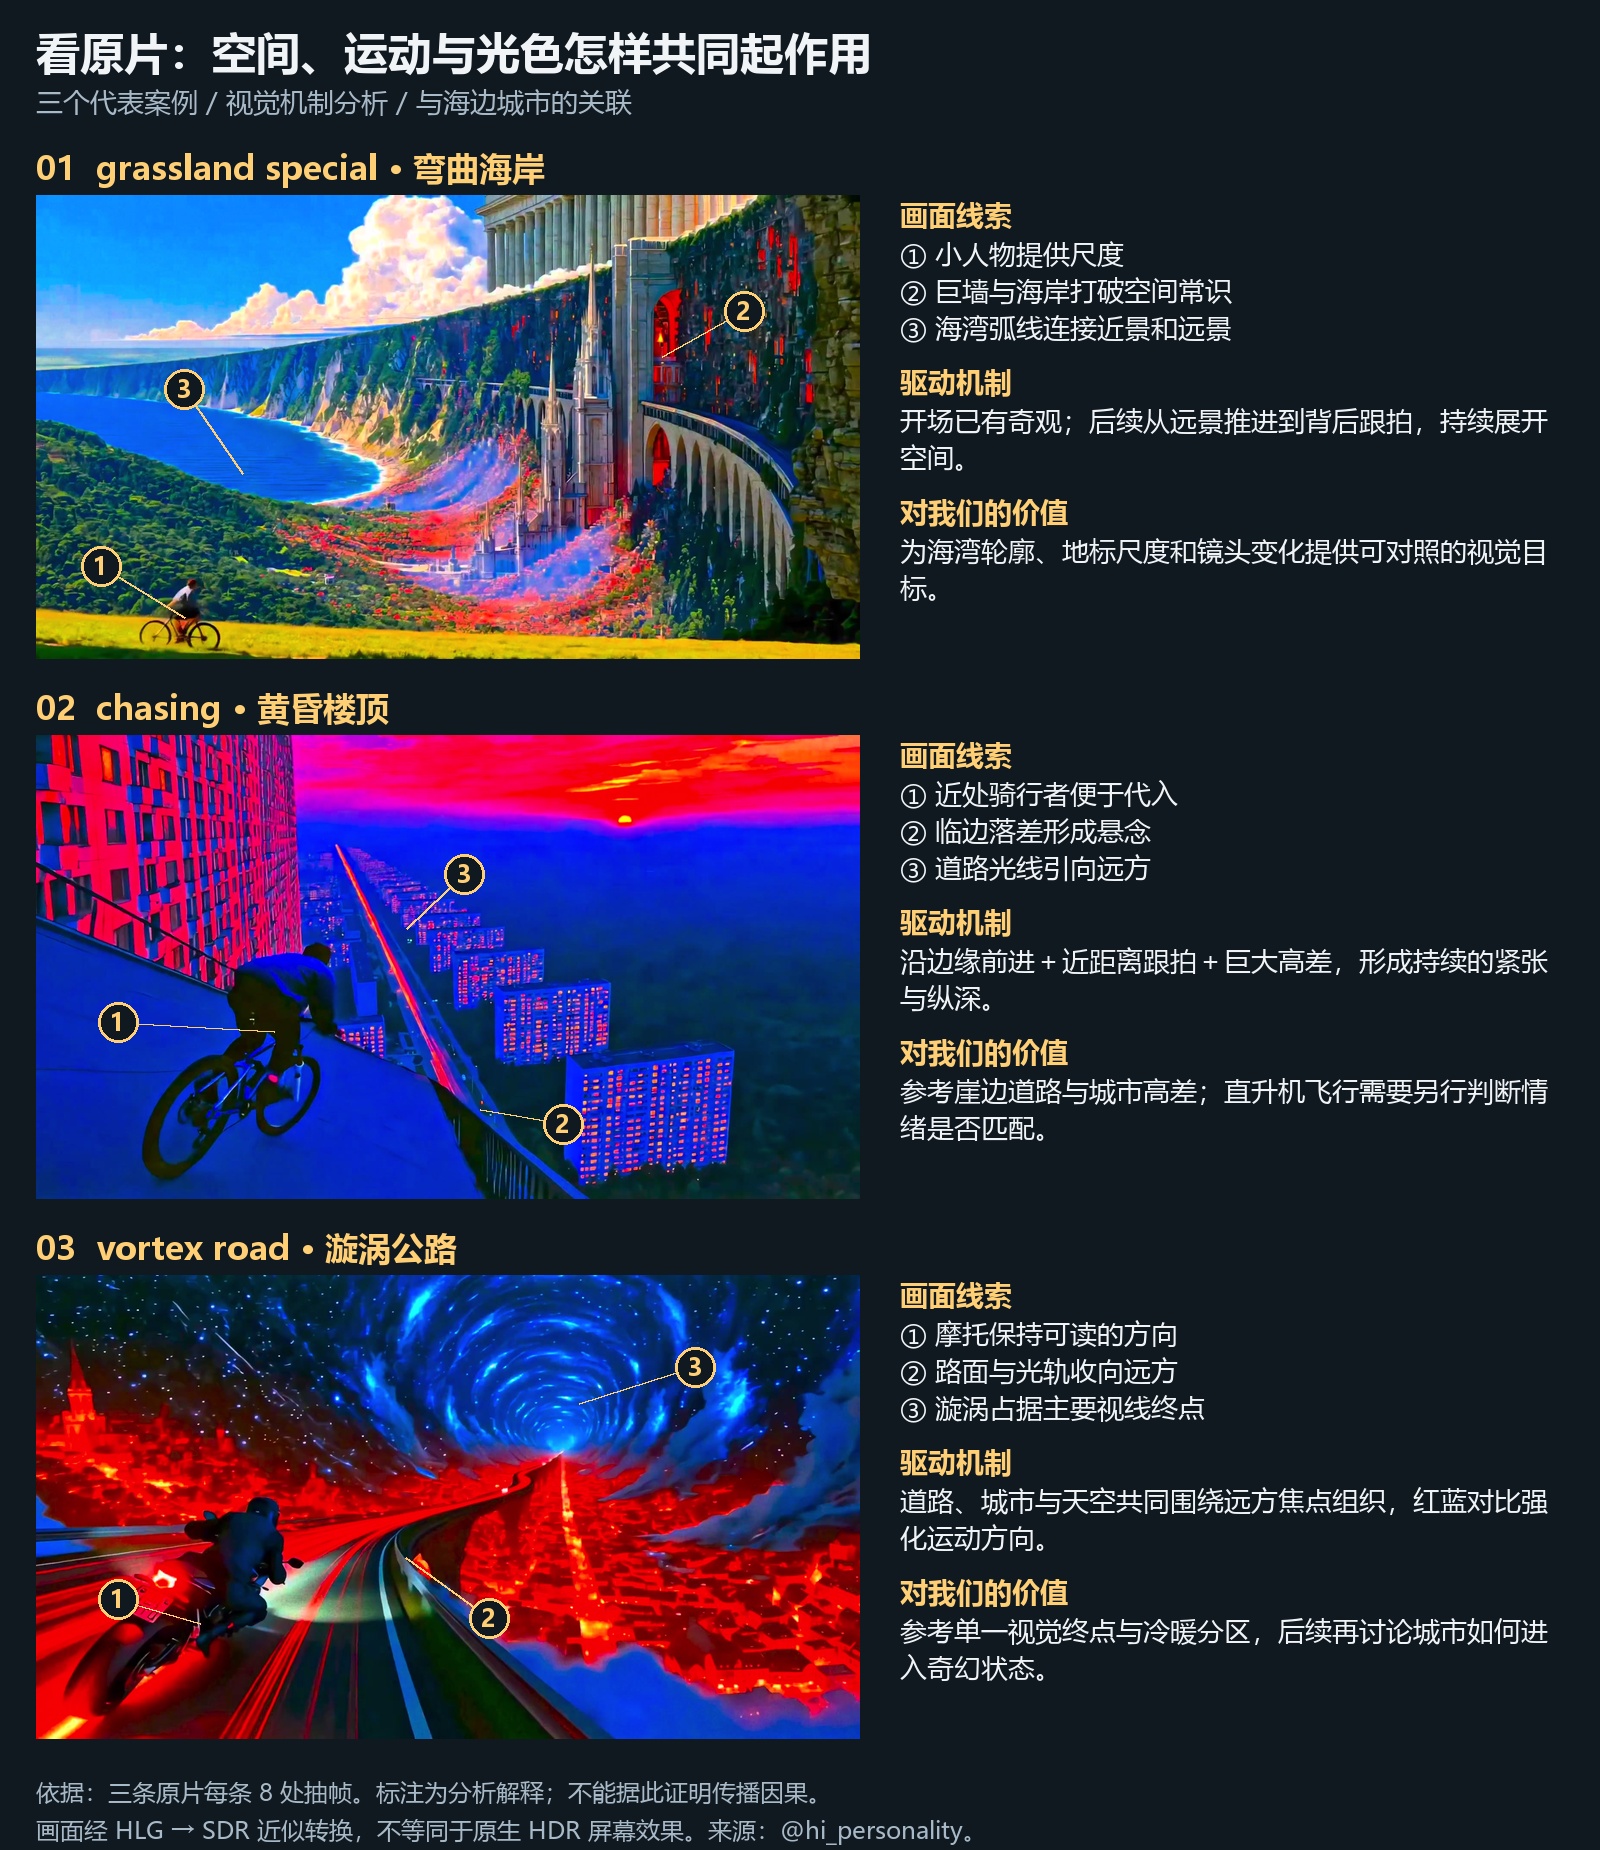 看原片：空间、运动与光色怎样共同起作用
三个代表案例 / 视觉机制分析 / 与海边城市的关联
01 grassland special • 弯曲海岸
1
2
3
画面线索
① 小人物提供尺度
② 巨墙与海岸打破空间常识
③ 海湾弧线连接近景和远景
驱动机制
开场已有奇观；后续从远景推进到背后跟拍，持续展开
空间。
对我们的价值
为海湾轮廓、地标尺度和镜头变化提供可对照的视觉目
标。
02 chasing • 黄昏楼顶
3
1
2
画面线索
① 近处骑行者便于代入
② 临边落差形成悬念
③ 道路光线引向远方
驱动机制
沿边缘前进 + 近距离跟拍 + 巨大高差，形成持续的紧张
与纵深。
对我们的价值
参考崖边道路与城市高差；直升机飞行需要另行判断情
绪是否匹配。
03 vortex road • 漩涡公路
3
1
2
画面线索
① 摩托保持可读的方向
② 路面与光轨收向远方
③ 漩涡占据主要视线终点
驱动机制
道路、城市与天空共同围绕远方焦点组织，红蓝对比强
化运动方向。
对我们的价值
参考单一视觉终点与冷暖分区，后续再讨论城市如何进
入奇幻状态。
依据：三条原片每条 8 处抽帧。标注为分析解释；不能据此证明传播因果。
画面经 HLG → SDR 近似转换，不等同于原生 HDR 屏幕效果。来源：@hi_personality。